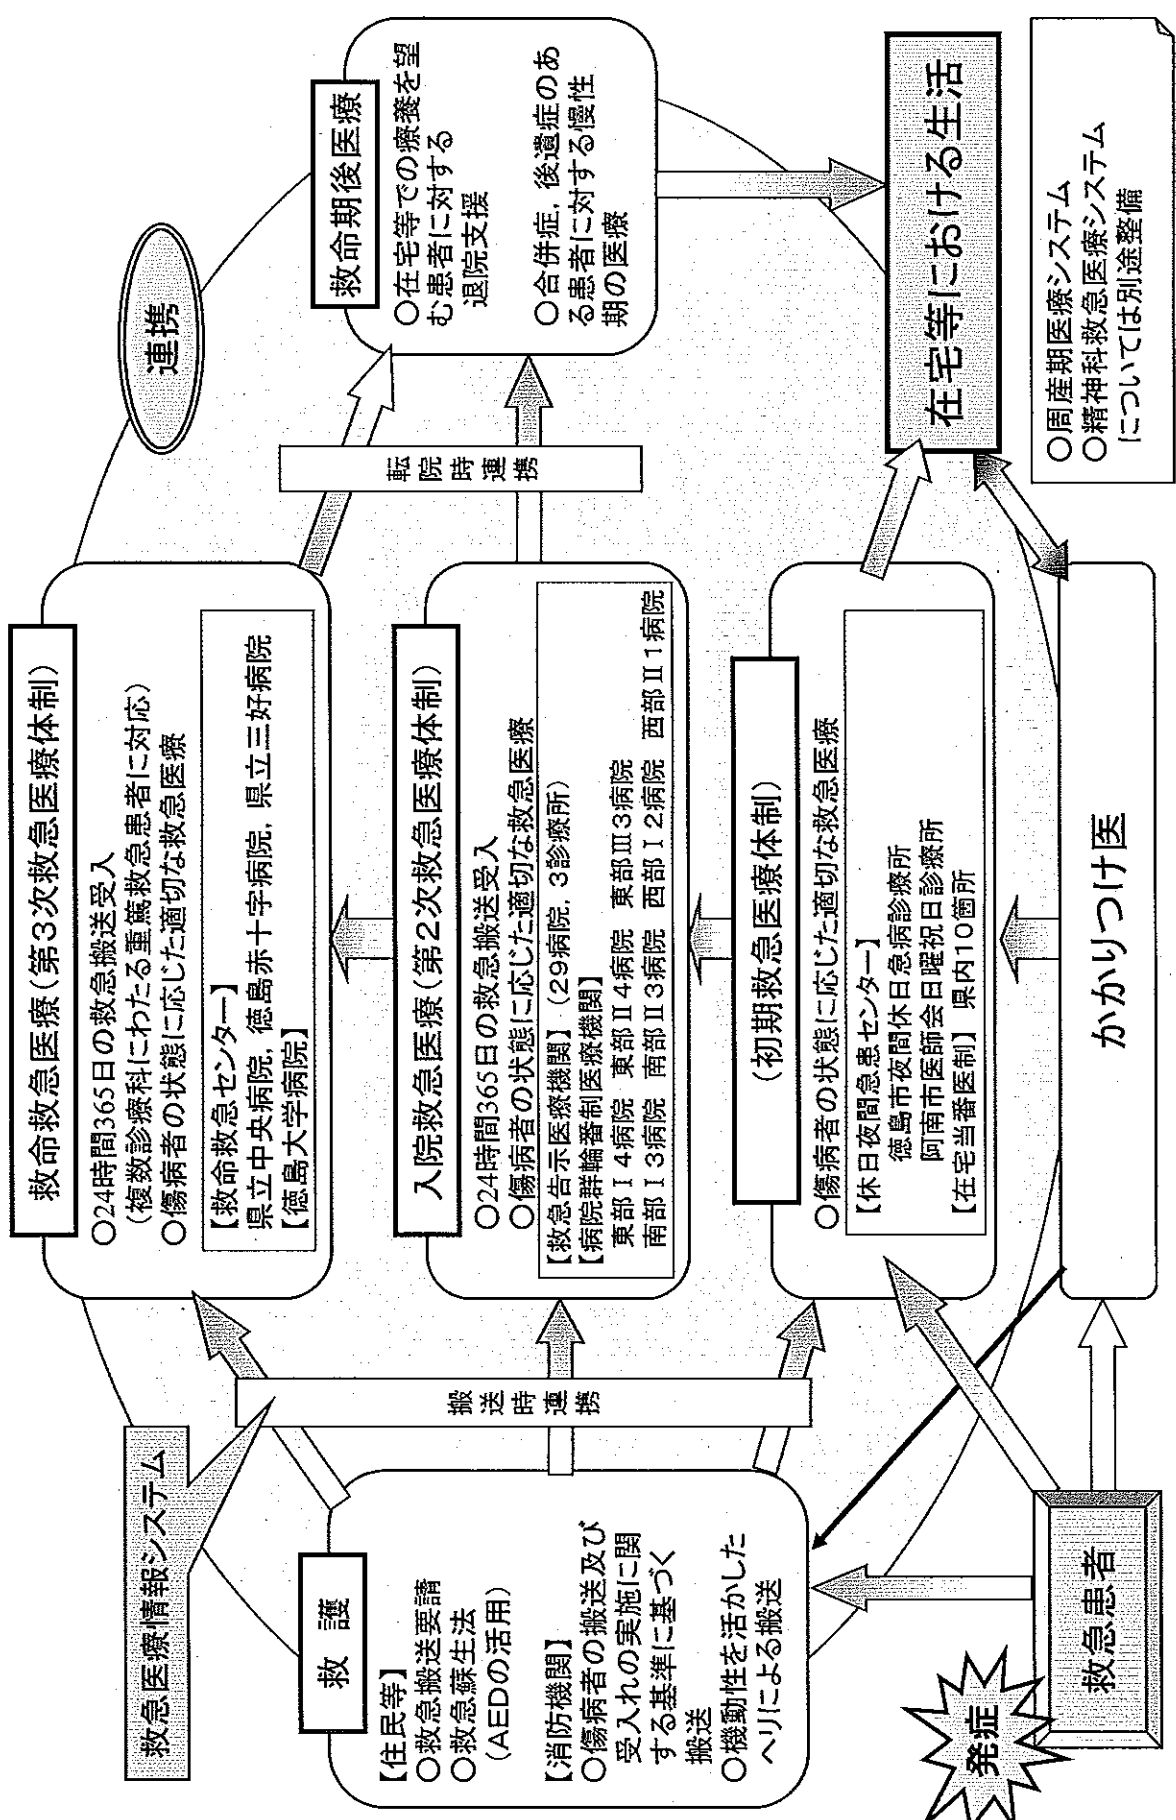 救急医療情報システム
連携
救護
【住民等】
○救急搬送要請
○救急蘇生法
(AEDの活用)
【消防機関】
○傷病者の搬送及び
受入れの実施に関
する基準に基づく
搬送
○機動性を活かした
ヘリによる搬送
発症
救急患者
搬送時連携
救命救急医療(第3次救急医療体制)
○24時間365日の救急搬送受入
(複数診療科にわたる重篤救急患者に対応)
○傷病者の状態に応じた適切な救急医療
【救命救急センター】
県立中央病院, 徳島赤十字病院, 県立三好病院
【徳島大学病院】
入院救急医療(第2次救急医療体制)
○24時間365日の救急搬送受入
○傷病者の状態に応じた適切な救急医療
【救急告示医療機関】(29病院, 3診療所)
【病院群輪番制医療機関】
東部Ⅰ4病院 東部Ⅱ4病院 東部Ⅲ3病院
南部Ⅰ3病院 南部Ⅱ3病院 西部Ⅰ2病院 西部Ⅱ1病院
(初期救急医療体制)
○傷病者の状態に応じた適切な救急医療
【休日夜間急患センター】
徳島市夜間休日急病診療所
阿南市医師会日曜祝日診療所
【在宅当番医制】 県内10箇所
かかりつけ医
転院時連携
救命期後医療
○在宅等での療養を望
む患者に対する
退院支援
○合併症, 後遺症のあ
る患者に対する慢性
期の医療
在宅等における生活
○周産期医療システム
○精神科救急医療システム
については別途整備